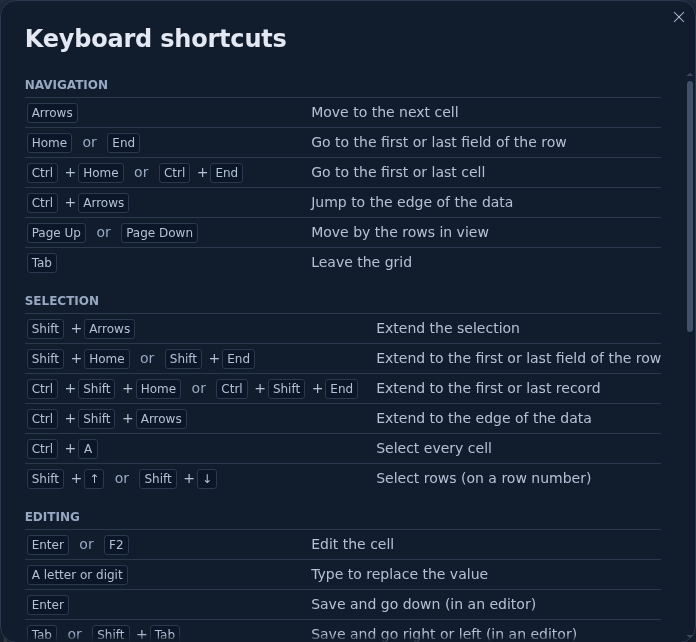 Keyboard shortcuts
NAVIGATION
Arrows Move to the next cell
Home or End Go to the first or last field of the row
Ctrl + Home or Ctrl + End Go to the first or last cell
Ctrl + Arrows Jump to the edge of the data
Page Up or Page Down Move by the rows in view
Tab Leave the grid
SELECTION
Shift + Arrows Extend the selection
Shift + Home or Shift + End Extend to the first or last field of the row
Ctrl + Shift + Home or Ctrl + Shift + End Extend to the first or last record
Ctrl + Shift + Arrows Extend to the edge of the data
Ctrl + A Select every cell
Shift + ↑ or Shift + ↓ Select rows (on a row number)
EDITING
Enter or F2 Edit the cell
A letter or digit Type to replace the value
Enter Save and go down (in an editor)
Tab or Shift + Tab Save and go right or left (in an editor)